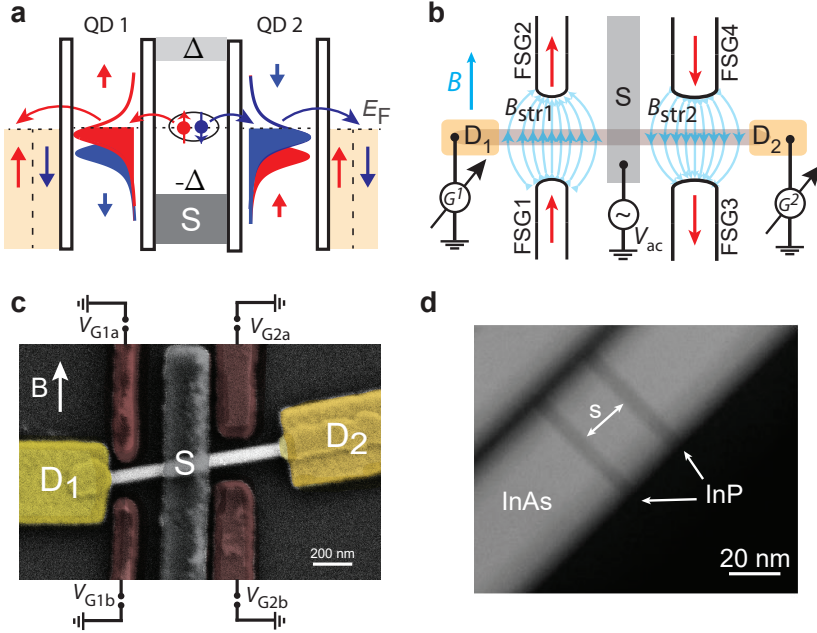 a
QD 1
QD 2
Δ
E_F
-Δ
S
b
FSG2
FSG4
B
S
B_str1
B_str2
D_1
D_2
G^1
G^2
FSG1
FSG3
~
V_ac
c
V_G1a
V_G2a
B
D_1
S
D_2
200 nm
V_G1b
V_G2b
d
s
InAs
InP
20 nm